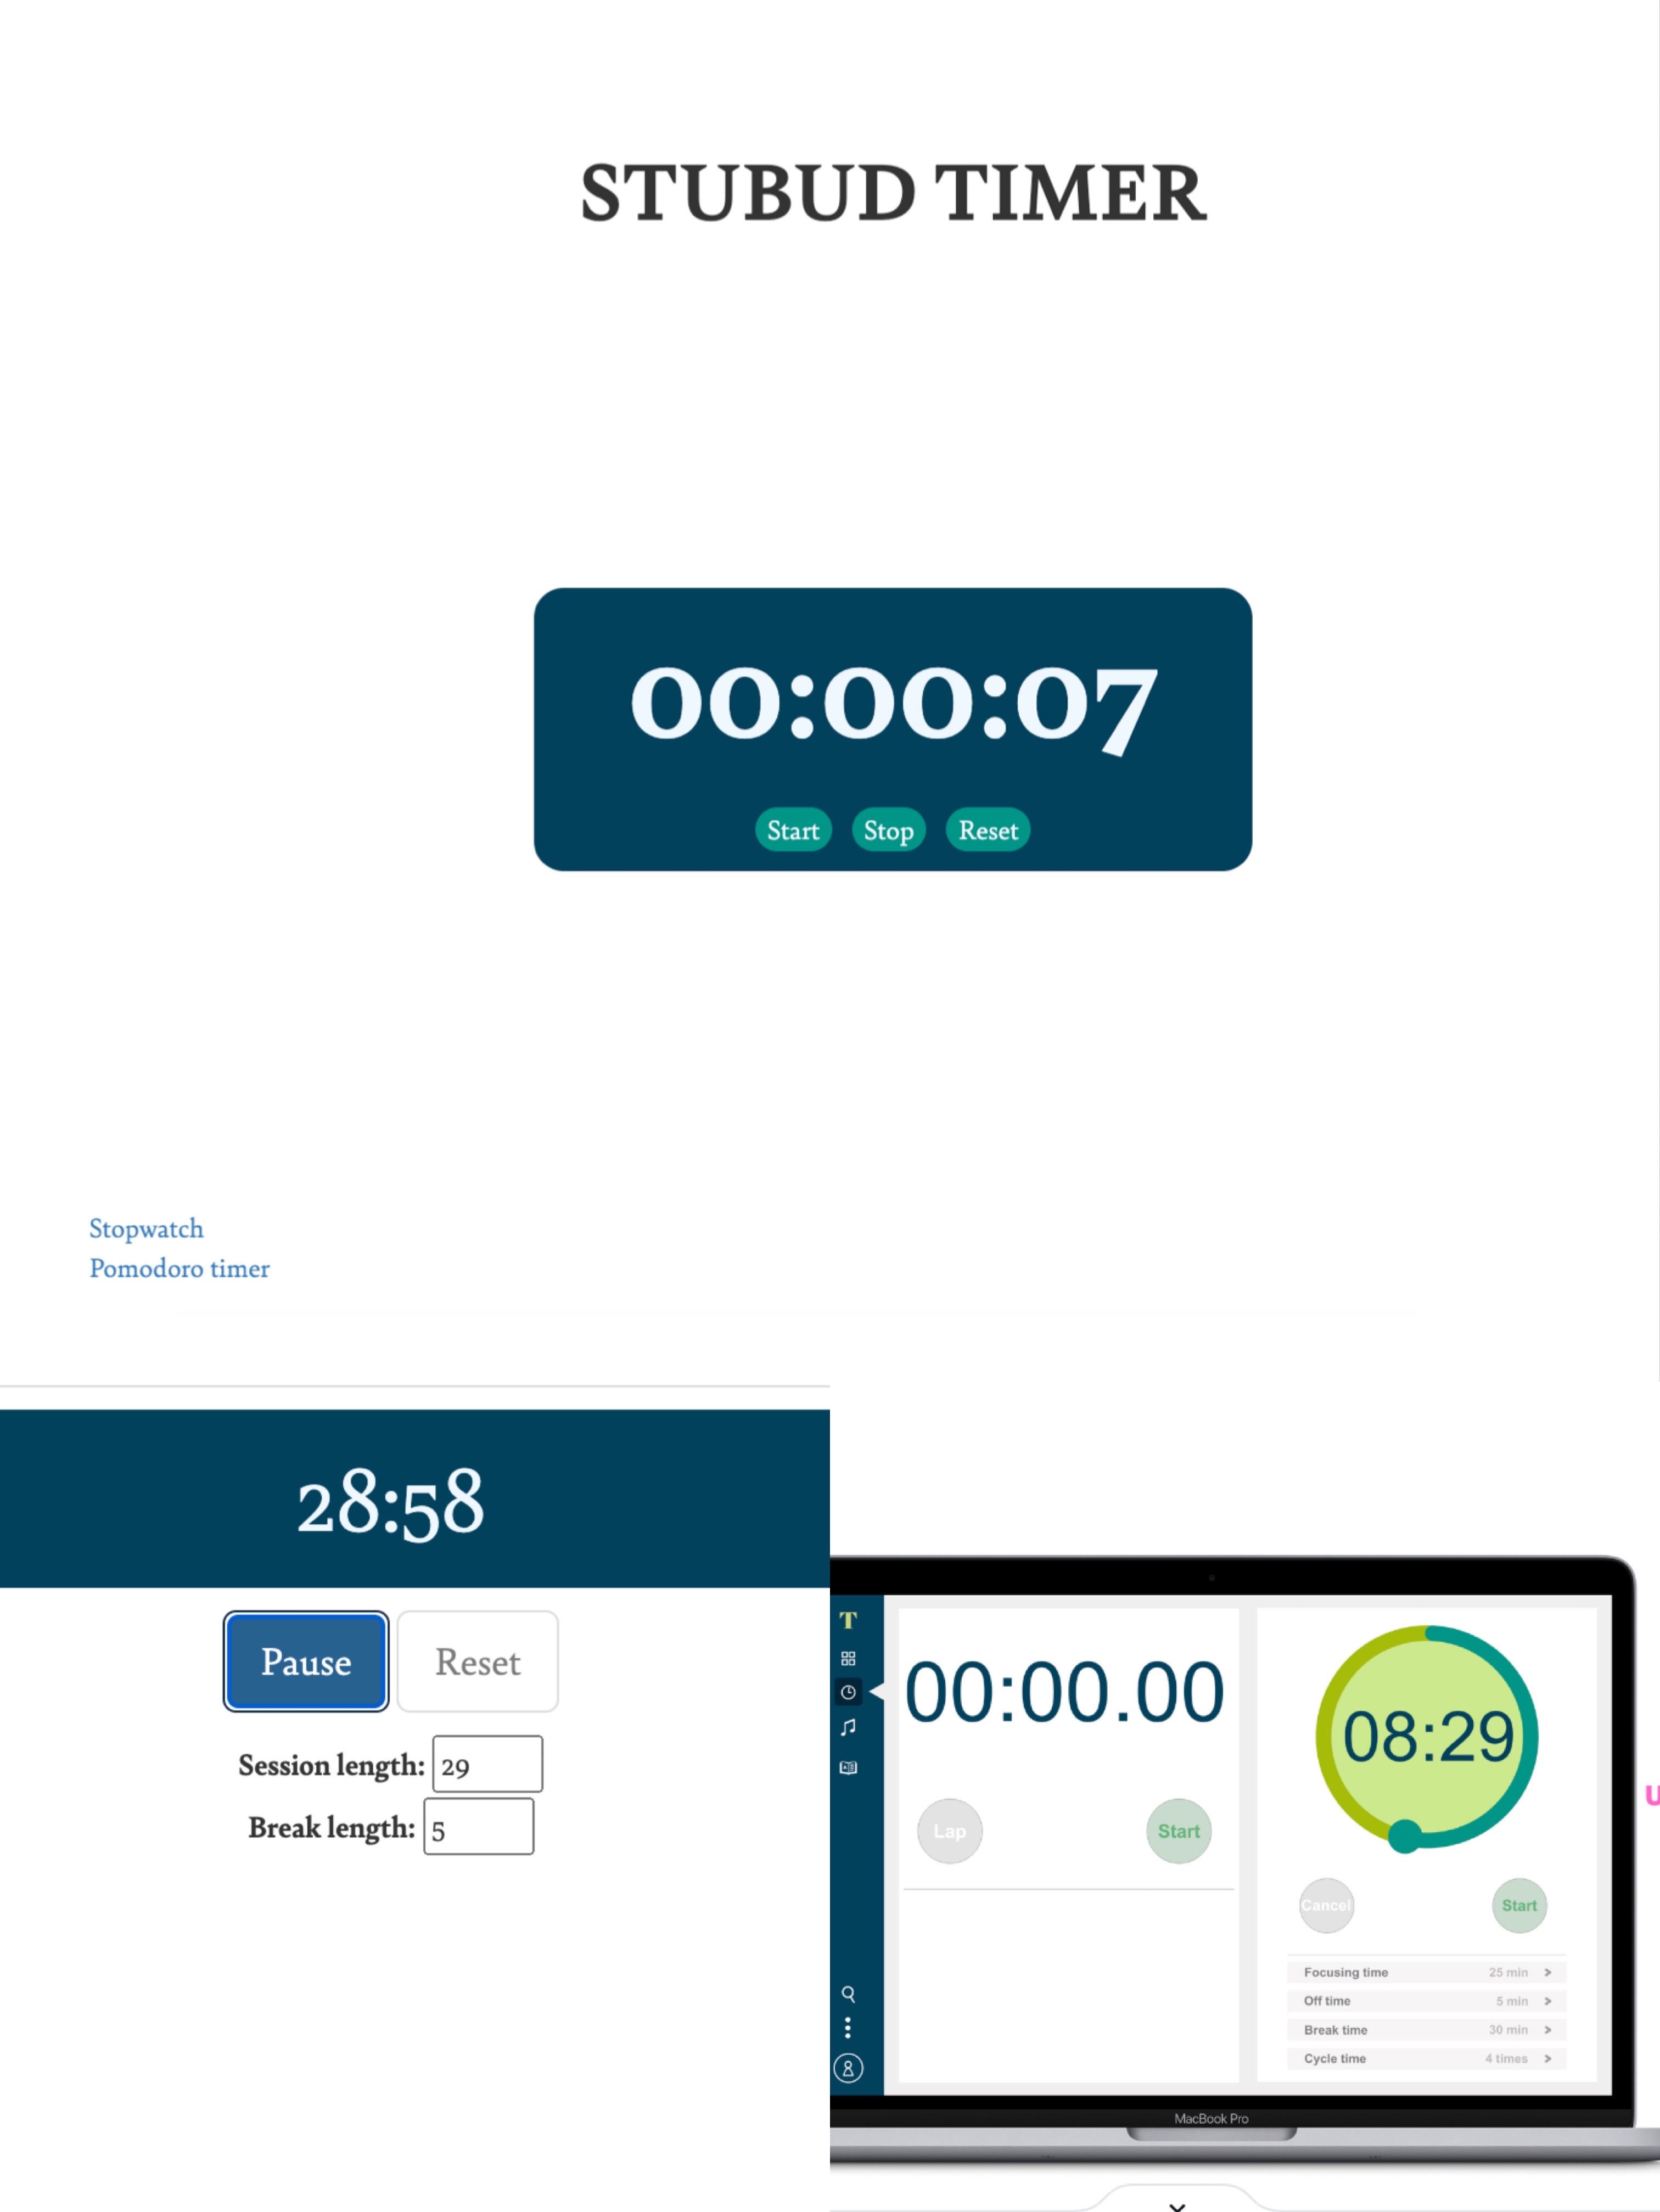 STUBUD TIMER
00:00:07
Start Stop Reset
Stopwatch
Pomodoro timer
28:58
Pause Reset
Session length: 29
Break length: 5
T
00:00.00
Lap Start
08:29
Cancel Start
Focusing time 25 min >
Off time 5 min >
Break time 30 min >
Cycle time 4 times >
MacBook Pro